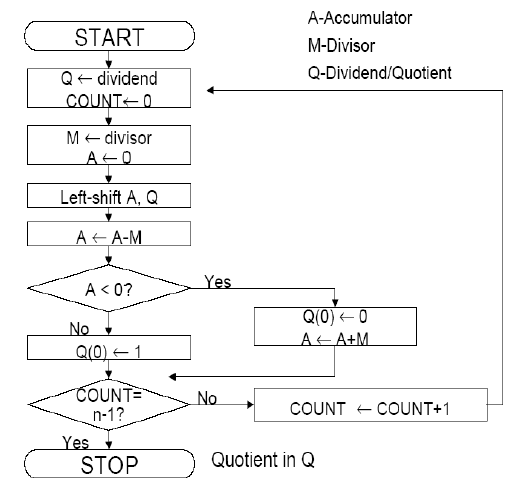 A-Accumulator
START
M-Divisor
Q-Dividend/Quotient
Q ← dividend
COUNT← 0
M ← divisor
A ← 0
Left-shift A, Q
A ← A-M
A < 0?
Yes
Q(0) ← 0
A ← A+M
No
Q(0) ← 1
COUNT=
n-1?
No
COUNT ← COUNT+1
Yes
STOP
Quotient in Q